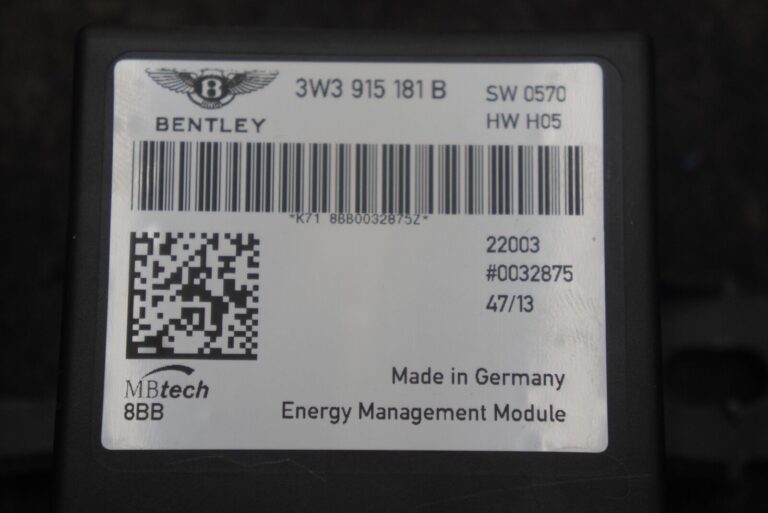 B
BENTLEY
3W3 915 181 B
SW 0570
HW H05
*K71 8BB0032875Z*
22003
#0032875
47/13
MBtech
8BB
Made in Germany
Energy Management Module